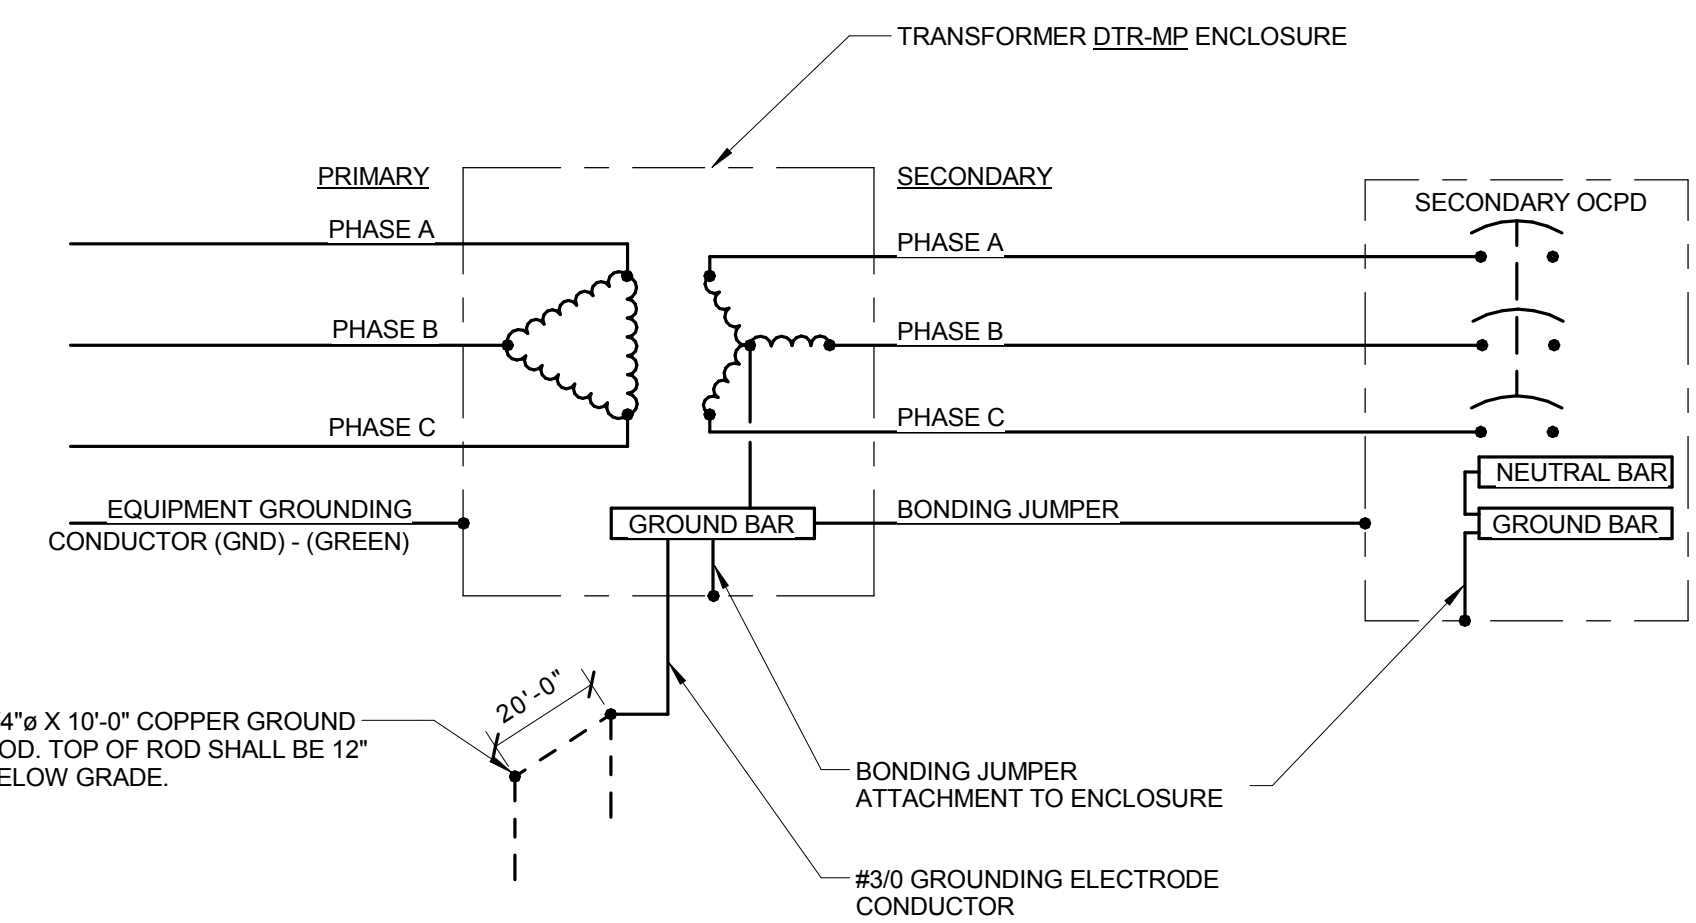 TRANSFORMER DTR-MP ENCLOSURE
PRIMARY
SECONDARY
SECONDARY OCPD
PHASE A
PHASE A
PHASE B
PHASE B
PHASE C
PHASE C
NEUTRAL BAR
EQUIPMENT GROUNDING
CONDUCTOR (GND) - (GREEN)
GROUND BAR
BONDING JUMPER
GROUND BAR
20'-0"
4"ø X 10'-0" COPPER GROUND
OD. TOP OF ROD SHALL BE 12"
ELOW GRADE.
BONDING JUMPER
ATTACHMENT TO ENCLOSURE
#3/0 GROUNDING ELECTRODE
CONDUCTOR